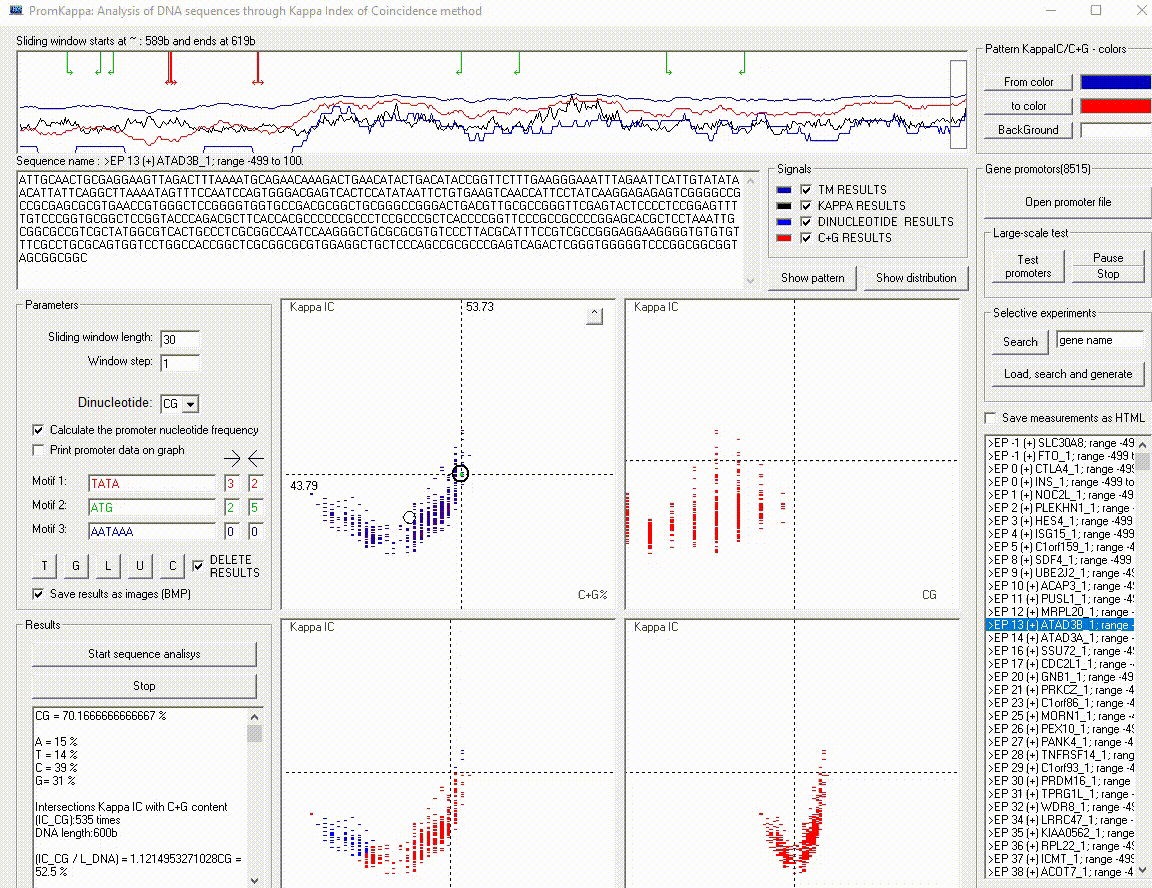 PromKappa: Analysis of DNA sequences through Kappa Index of Coincidence method
Sliding window starts at ~ : 589b and ends at 619b
Sequence name : >EP 13 (+) ATAD3B_1; range -499 to 100.
ATTGCAACTGCGAGGAAGTTAGACTTTAAATGCAGAACAAAGACTGAACATACTGACATACCGGTTCTTTGAAGGGAAATTTAGAATTCATTGTATATA
ACATTATTCAGGCTTAAAATAGTTTCCAATCCAGTGGGACGAGTCACTCCATATAATTCTGTGAAGTCAACCATTCCTATCAAGGAGAGAGTCGGGGCCG
CCGCGAGCGCGTGAACCGTGGGCTCCGGGGTGGTGCCGACGCGGCTGCGGGCCGGGACTGACGTTGCGCCGGGTTCGAGTACTCCCCTCCGGAGTTT
TGTCCCGGTGCGGCTCCGGTACCCAGACGCTTCACCACGCCCCCCGCCCTCCGCCCGCTCACCCCGGTTCCCGCCGCCCCGGAGCACGCTCCTAAATTG
CGGCGCCGTCGCTATGGCGTCACTGCCCTCGCGGCCAATCCAAGGGCTGCGCGCGTGTCCCTTACGCATTTCCGTCGCCGGGAGGAAGGGGTGTGTGT
TTCGCCTGCGCAGTGGTCCTGGCCACCGGCTCGCGGCGCGTGGAGGCTGCTCCCAGCCGCGCCCGAGTCAGACTCGGGTGGGGGTCCCGGCGGCGGT
AGCGGCGGC
Signals
TM RESULTS
KAPPA RESULTS
DINUCLEOTIDE RESULTS
C+G RESULTS
Show pattern
Show distribution
Pattern KappaIC/C+G - colors
From color
to color
BackGround
Gene promotors(8515)
Open promoter file
Large-scale test
Test promoters
Pause
Stop
Selective experiments
Search
gene name
Load, search and generate
Save measurements as HTML
Parameters
Sliding window length: 30
Window step: 1
Dinucleotide: CG
Calculate the promoter nucleotide frequency
Print promoter data on graph
Motif 1: TATA 3 2
Motif 2: ATG 2 5
Motif 3: AATAAA 0 0
T G L U C DELETE RESULTS
Save results as images (BMP)
Kappa IC
53.73
^
43.79
C+G%
Kappa IC
CG
Kappa IC
Kappa IC
Results
Start sequence analisys
Stop
CG = 70.1666666666667 %
A = 15 %
T = 14 %
C = 39 %
G= 31 %
Intersections Kappa IC with C+G content
(IC_CG):535 times
DNA length:600b
(IC_CG / L_DNA) = 1.1214953271028CG =
52.5 %
>EP -1 (+) SLC30A8; range -49
>EP -1 (+) FTO_1; range -499 t
>EP 0 (+) CTLA4_1; range -499
>EP 0 (+) INS_1; range -499 to
>EP 1 (+) NOC2L_1; range -49
>EP 2 (+) PLEKHN1_1; range -
>EP 3 (+) HES4_1; range -499
>EP 4 (+) ISG15_1; range -499
>EP 5 (+) C1orf159_1; range -4
>EP 8 (+) SDF4_1; range -499
>EP 9 (+) UBE2J2_1; range -49
>EP 10 (+) ACAP3_1; range -4
>EP 11 (+) PUSL1_1; range -49
>EP 12 (+) MRPL20_1; range -
>EP 13 (+) ATAD3B_1; range -
>EP 14 (+) ATAD3A_1; range -
>EP 16 (+) SSU72_1; range -4
>EP 17 (+) CDC2L1_1; range -
>EP 20 (+) GNB1_1; range -49
>EP 21 (+) PRKCZ_1; range -4
>EP 23 (+) C1orf86_1; range -4
>EP 25 (+) MORN1_1; range -4
>EP 26 (+) PEX10_1; range -49
>EP 27 (+) PANK4_1; range -4
>EP 28 (+) TNFRSF14_1; range
>EP 29 (+) C1orf93_1; range -4
>EP 30 (+) PRDM16_1; range
>EP 31 (+) TPRG1L_1; range -
>EP 32 (+) WDR8_1; range -4
>EP 34 (+) LRRC47_1; range -
>EP 35 (+) KIAA0562_1; range
>EP 36 (+) RPL22_1; range -49
>EP 37 (+) ICMT_1; range -499
>EP 38 (+) ACOT7_1; range -4